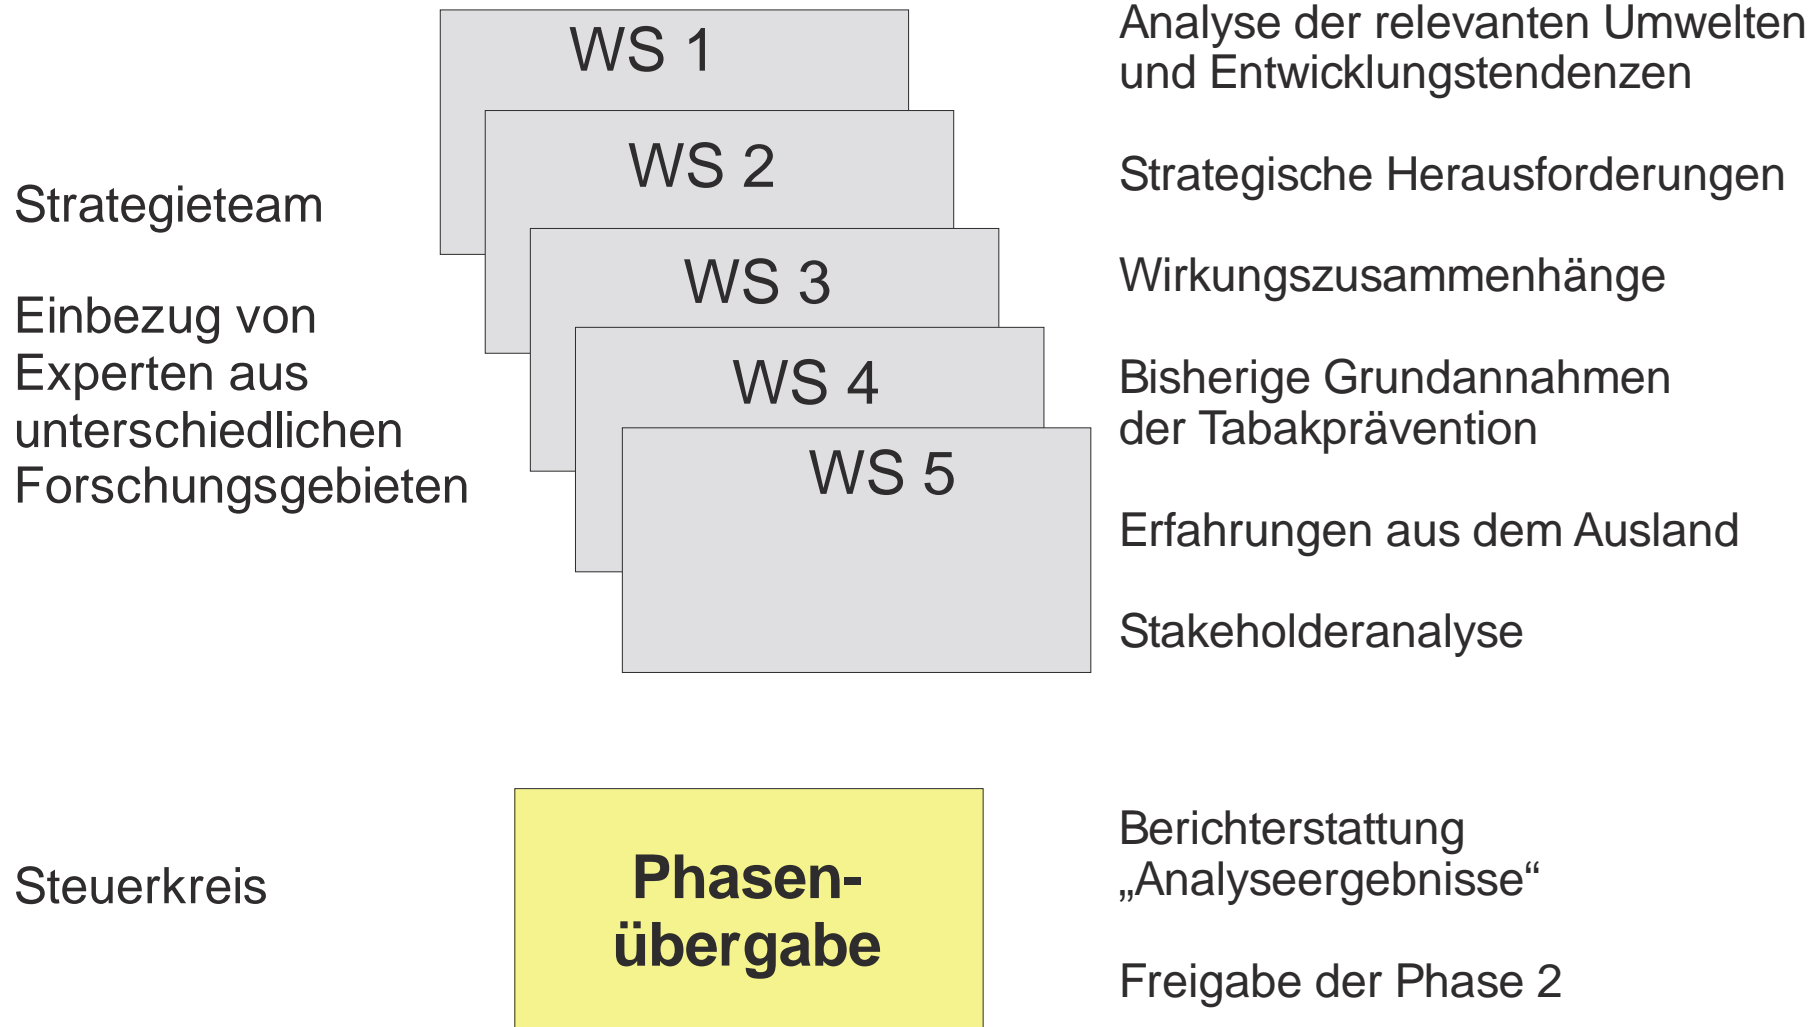 Strategieteam
Einbezug von
Experten aus
unterschiedlichen
Forschungsgebieten
WS 1
WS 2
WS 3
WS 4
WS 5
Analyse der relevanten Umwelten
und Entwicklungstendenzen
Strategische Herausforderungen
Wirkungszusammenhänge
Bisherige Grundannahmen
der Tabakprävention
Erfahrungen aus dem Ausland
Stakeholderanalyse
Steuerkreis
Phasen-
übergabe
Berichterstattung
„Analyseergebnisse“
Freigabe der Phase 2